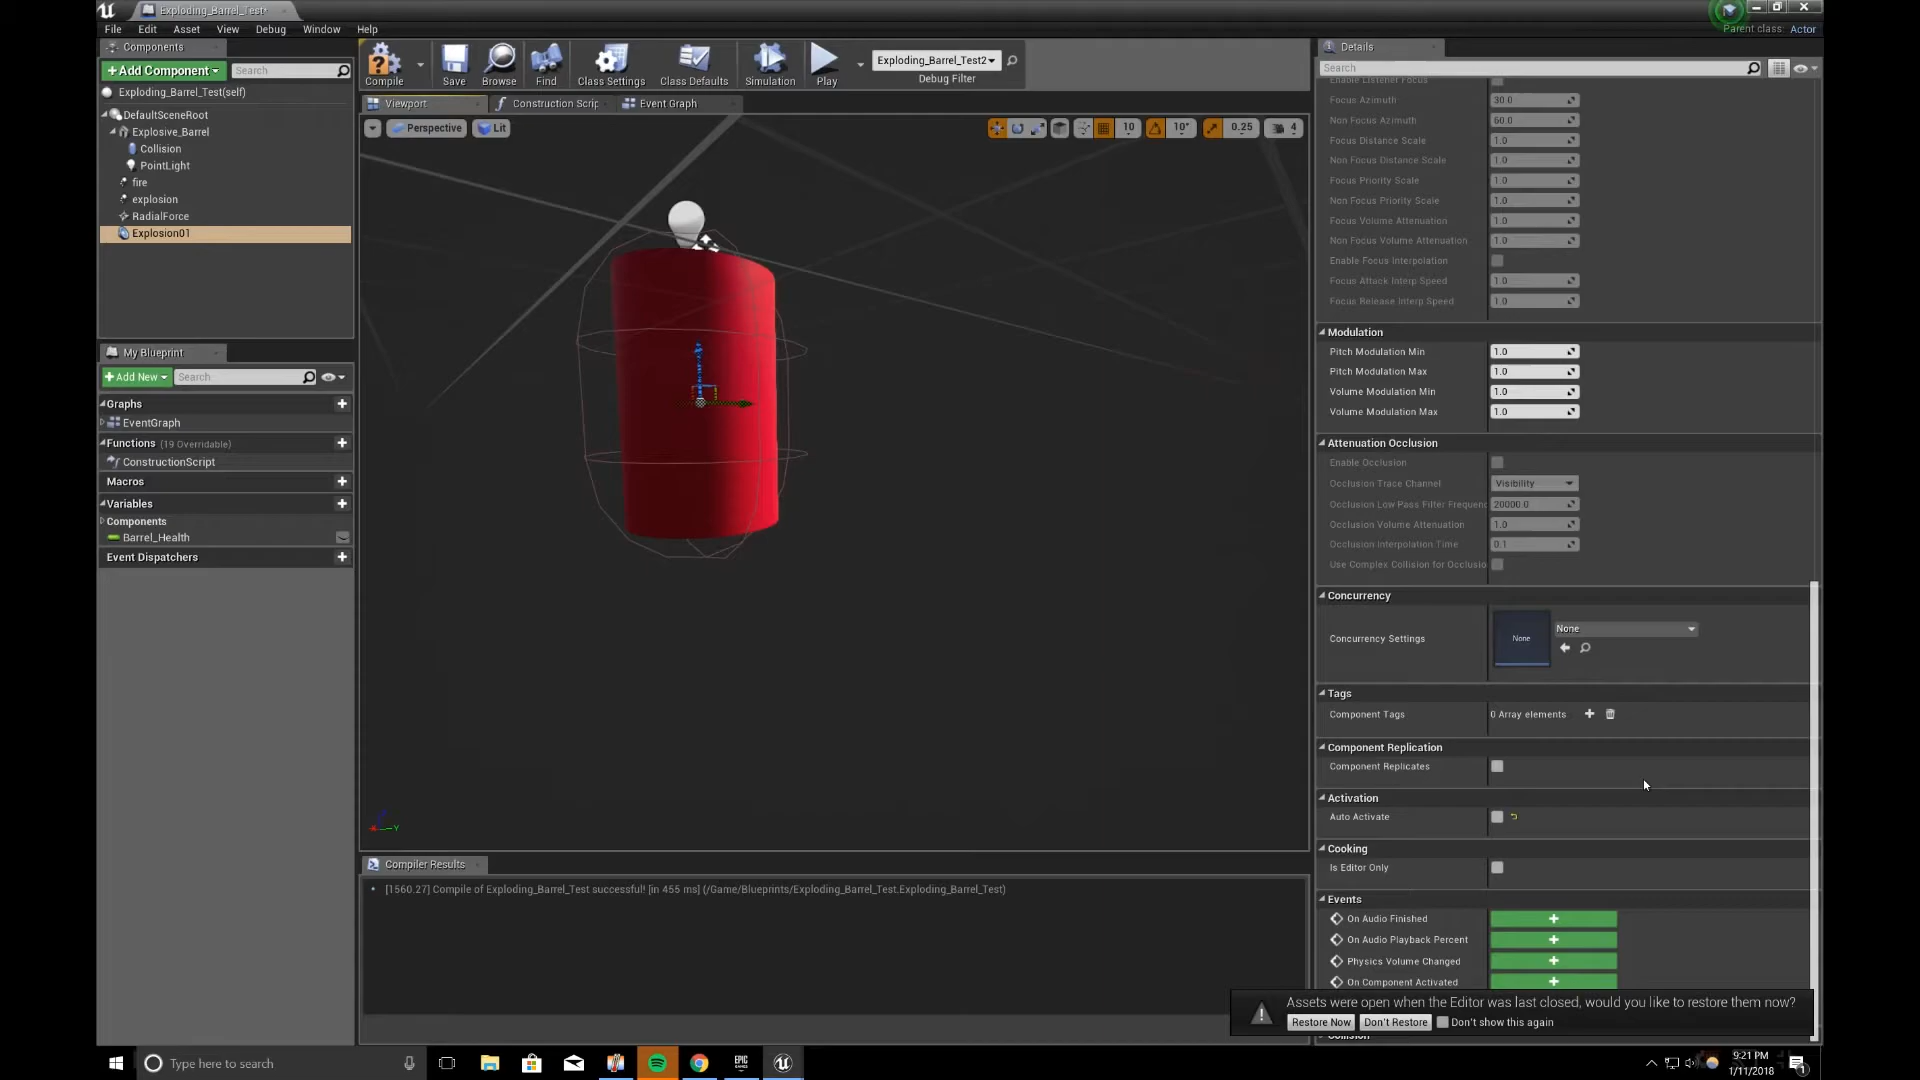 Exploding_Barrel_Test*
File Edit Asset View Debug Window Help
Parent class: Actor
Components
+Add Component Search
Exploding_Barrel_Test(self)
DefaultSceneRoot
Explosive_Barrel
Collision
PointLight
fire
explosion
RadialForce
Explosion01
My Blueprint
+Add New Search
Graphs
EventGraph
Functions (19 Overridable)
ConstructionScript
Macros
Variables
Components
Barrel_Health
Event Dispatchers
Compile Save Browse Find Class Settings Class Defaults Simulation Play
Exploding_Barrel_Test2
Debug Filter
Viewport Construction Scrip Event Graph
Perspective Lit 10 10° 0.25 4
Compiler Results
[1560.27] Compile of Exploding_Barrel_Test successful! [in 455 ms] (/Game/Blueprints/Exploding_Barrel_Test.Exploding_Barrel_Test)
Details
Search
Enable Listener Focus
Focus Azimuth 30.0
Non Focus Azimuth 60.0
Focus Distance Scale 1.0
Non Focus Distance Scale 1.0
Focus Priority Scale 1.0
Non Focus Priority Scale 1.0
Focus Volume Attenuation 1.0
Non Focus Volume Attenuation 1.0
Enable Focus Interpolation
Focus Attack Interp Speed 1.0
Focus Release Interp Speed 1.0
Modulation
Pitch Modulation Min 1.0
Pitch Modulation Max 1.0
Volume Modulation Min 1.0
Volume Modulation Max 1.0
Attenuation Occlusion
Enable Occlusion
Occlusion Trace Channel Visibility
Occlusion Low Pass Filter Frequenc 20000.0
Occlusion Volume Attenuation 1.0
Occlusion Interpolation Time 0.1
Use Complex Collision for Occlusio
Concurrency
Concurrency Settings None None
Tags
Component Tags 0 Array elements
Component Replication
Component Replicates
Activation
Auto Activate
Cooking
Is Editor Only
Events
On Audio Finished
On Audio Playback Percent
Physics Volume Changed
On Component Activated
Assets were open when the Editor was last closed, would you like to restore them now?
Restore Now Don't Restore Don't show this again
Collision
Type here to search
EPIC GAMES
9:21 PM
1/11/2018
1